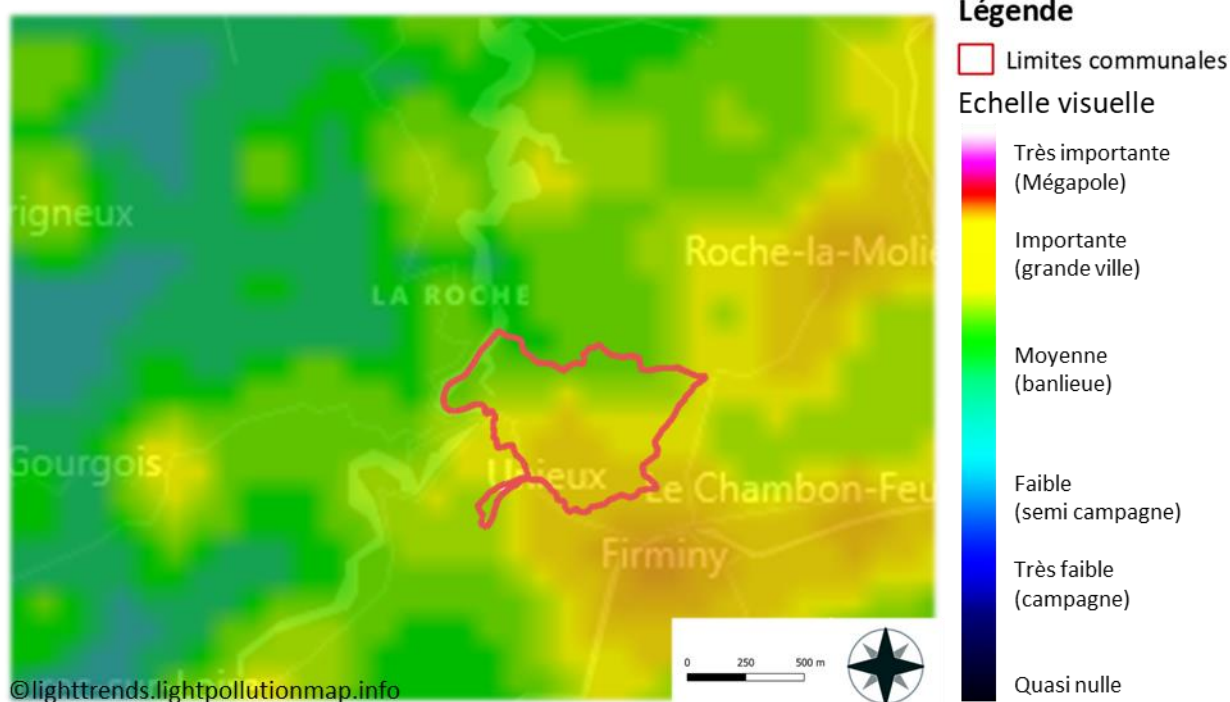 Légende
Limites communales
Echelle visuelle
Très importante
(Mégapole)
Importante
(grande ville)
Moyenne
(banlieue)
Faible
(semi campagne)
Très faible
(campagne)
Quasi nulle
rigneux
Roche-la-Moliè
LA ROCHE
Gourgois
Unieux
Le Chambon-Feu
Firminy
0 250 500 m
©lighttrends.lightpollutionmap.info